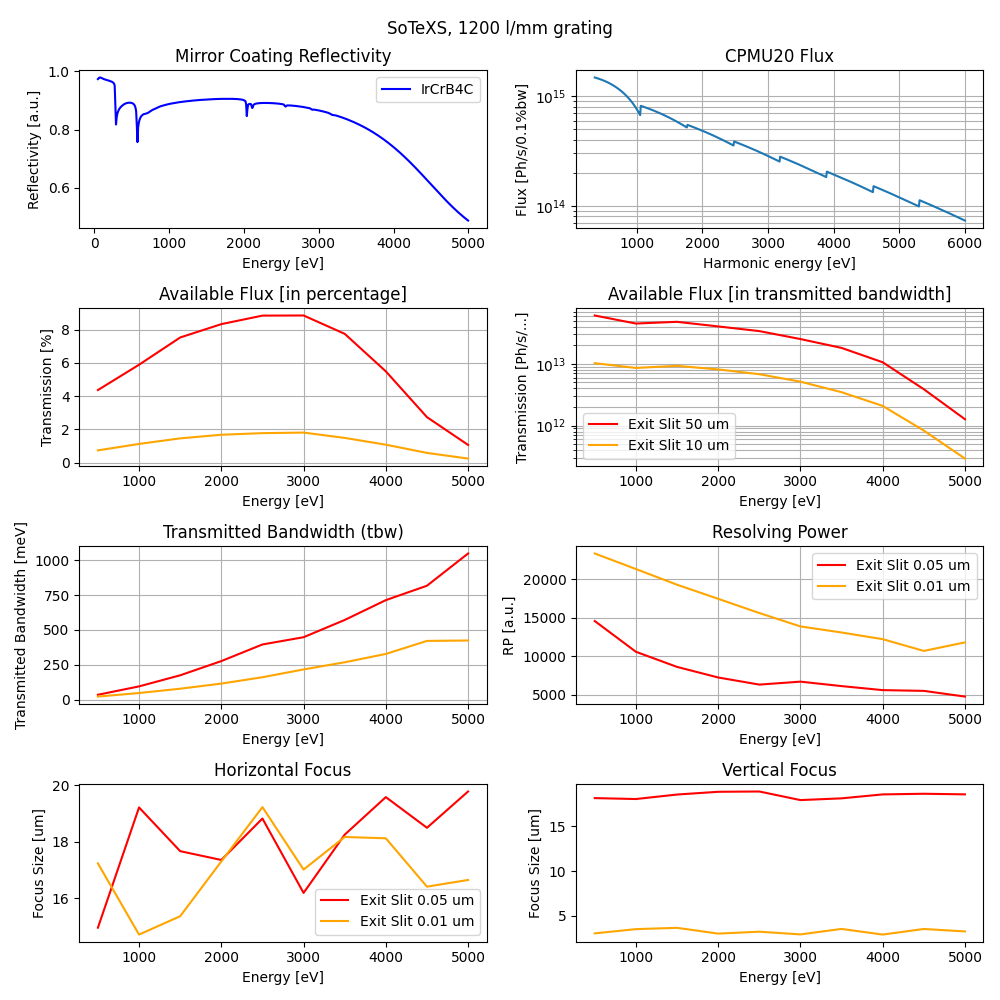 SoTeXS, 1200 l/mm grating
Mirror Coating Reflectivity
Reflectivity [a.u.]
1.0
0.8
0.6
IrCrB4C
0 1000 2000 3000 4000 5000
Energy [eV]
CPMU20 Flux
Flux [Ph/s/0.1%bw]
10^15
10^14
1000 2000 3000 4000 5000 6000
Harmonic energy [eV]
Available Flux [in percentage]
Transmission [%]
8
6
4
2
0
1000 2000 3000 4000 5000
Energy [eV]
Available Flux [in transmitted bandwidth]
Transmission [Ph/s/...]
10^13
10^12
Exit Slit 50 um
Exit Slit 10 um
1000 2000 3000 4000 5000
Energy [eV]
Transmitted Bandwidth (tbw)
Transmitted Bandwidth [meV]
1000
750
500
250
0
1000 2000 3000 4000 5000
Energy [eV]
Resolving Power
RP [a.u.]
20000
15000
10000
5000
Exit Slit 0.05 um
Exit Slit 0.01 um
1000 2000 3000 4000 5000
Energy [eV]
Horizontal Focus
Focus Size [um]
20
18
16
Exit Slit 0.05 um
Exit Slit 0.01 um
1000 2000 3000 4000 5000
Energy [eV]
Vertical Focus
Focus Size [um]
15
10
5
1000 2000 3000 4000 5000
Energy [eV]